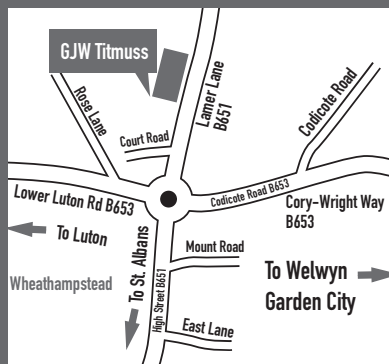 GJW Titmuss
Rose Lane
Court Road
Lamer Lane
B651
Codicote Road
Lower Luton Rd B653
Codicote Road B653
Cory-Wright Way
B653
To Luton
To St. Albans
High Street B651
Mount Road
Wheathampstead
To Welwyn
Garden City
East Lane